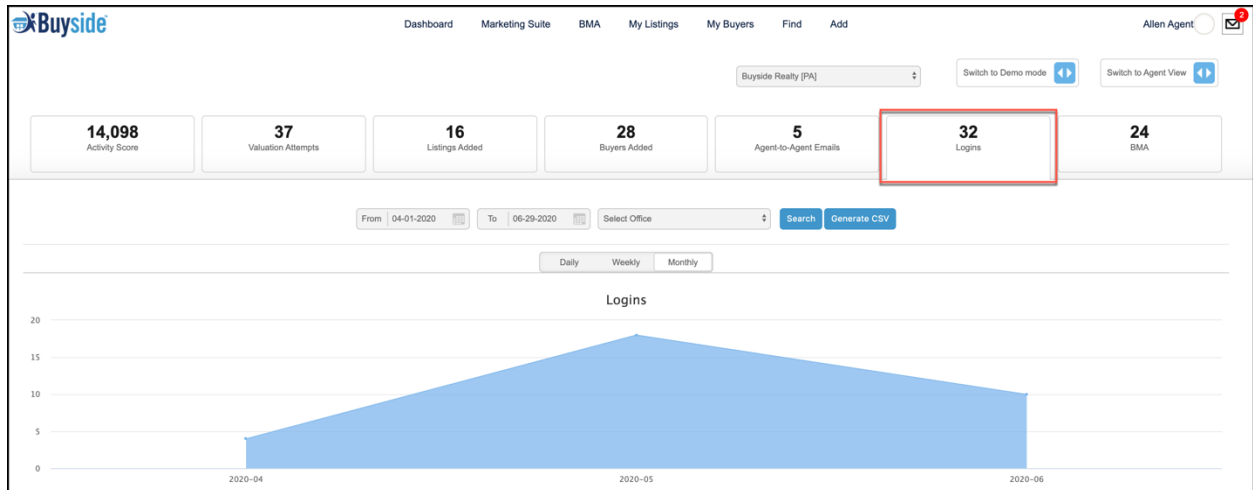 Buyside
Dashboard Marketing Suite BMA My Listings My Buyers Find Add
Allen Agent
2
Buyside Realty [PA]
Switch to Demo mode
Switch to Agent View
14,098
Activity Score
37
Valuation Attempts
16
Listings Added
28
Buyers Added
5
Agent-to-Agent Emails
32
Logins
24
BMA
From 04-01-2020 To 06-29-2020 Select Office Search Generate CSV
Daily Weekly Monthly
Logins
20
15
10
5
0
2020-04 2020-05 2020-06